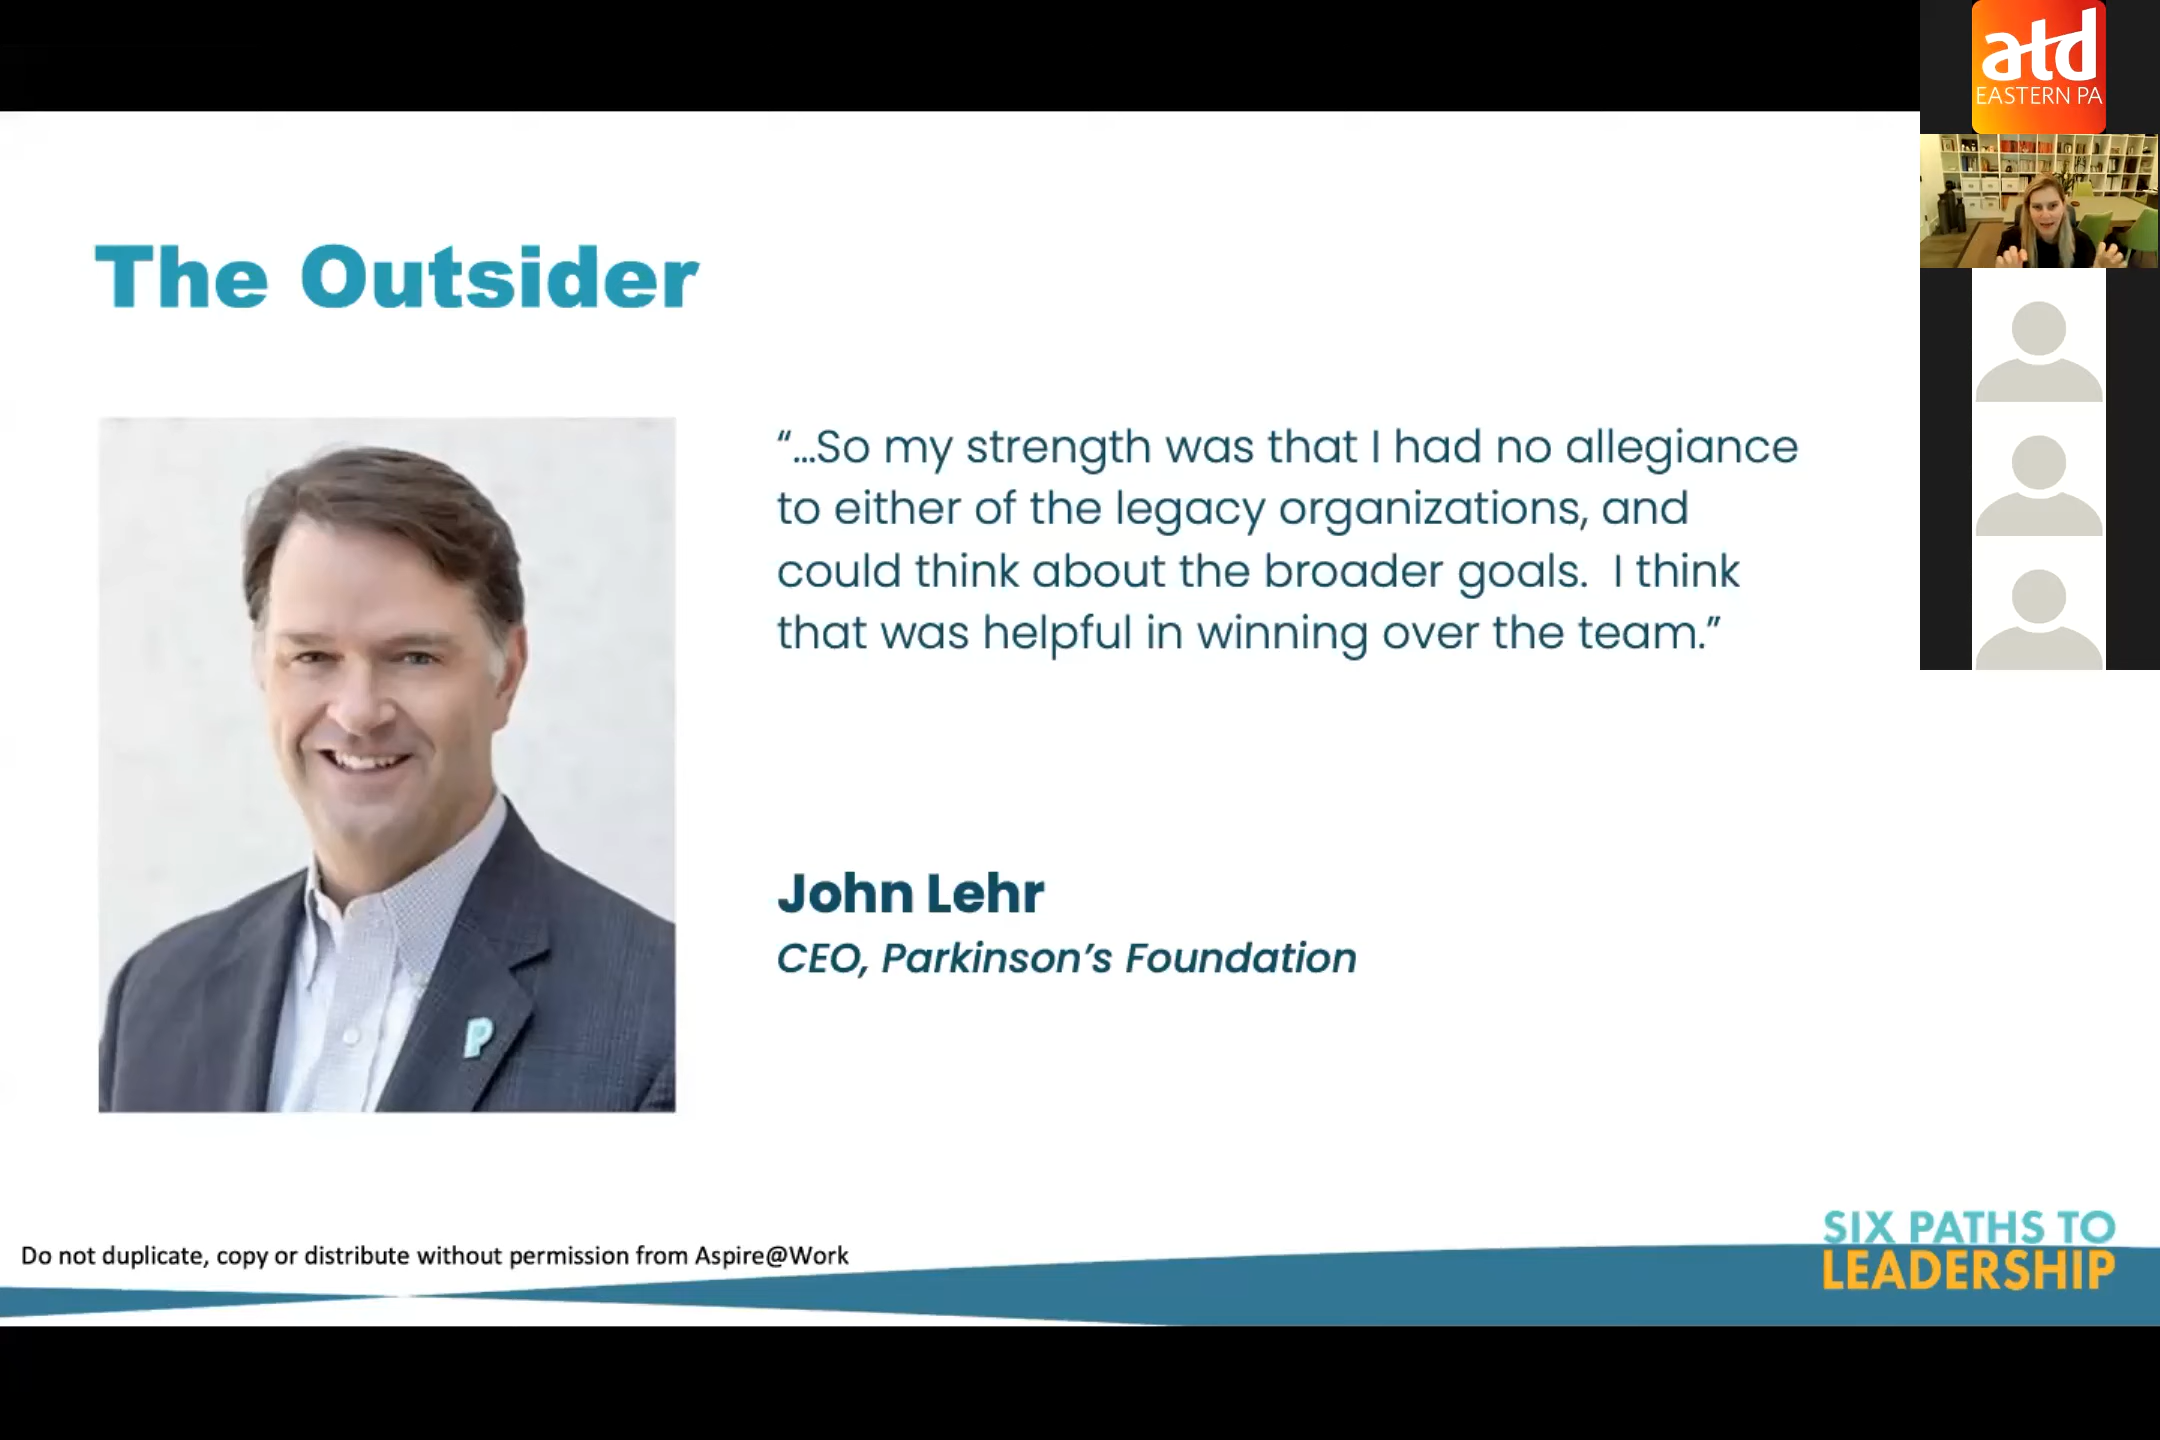 The Outsider
“…So my strength was that I had no allegiance
to either of the legacy organizations, and
could think about the broader goals.  I think
that was helpful in winning over the team.”
John Lehr
CEO, Parkinson’s Foundation
P
Do not duplicate, copy or distribute without permission from Aspire@Work
SIX PATHS TO
LEADERSHIP
atd
EASTERN PA